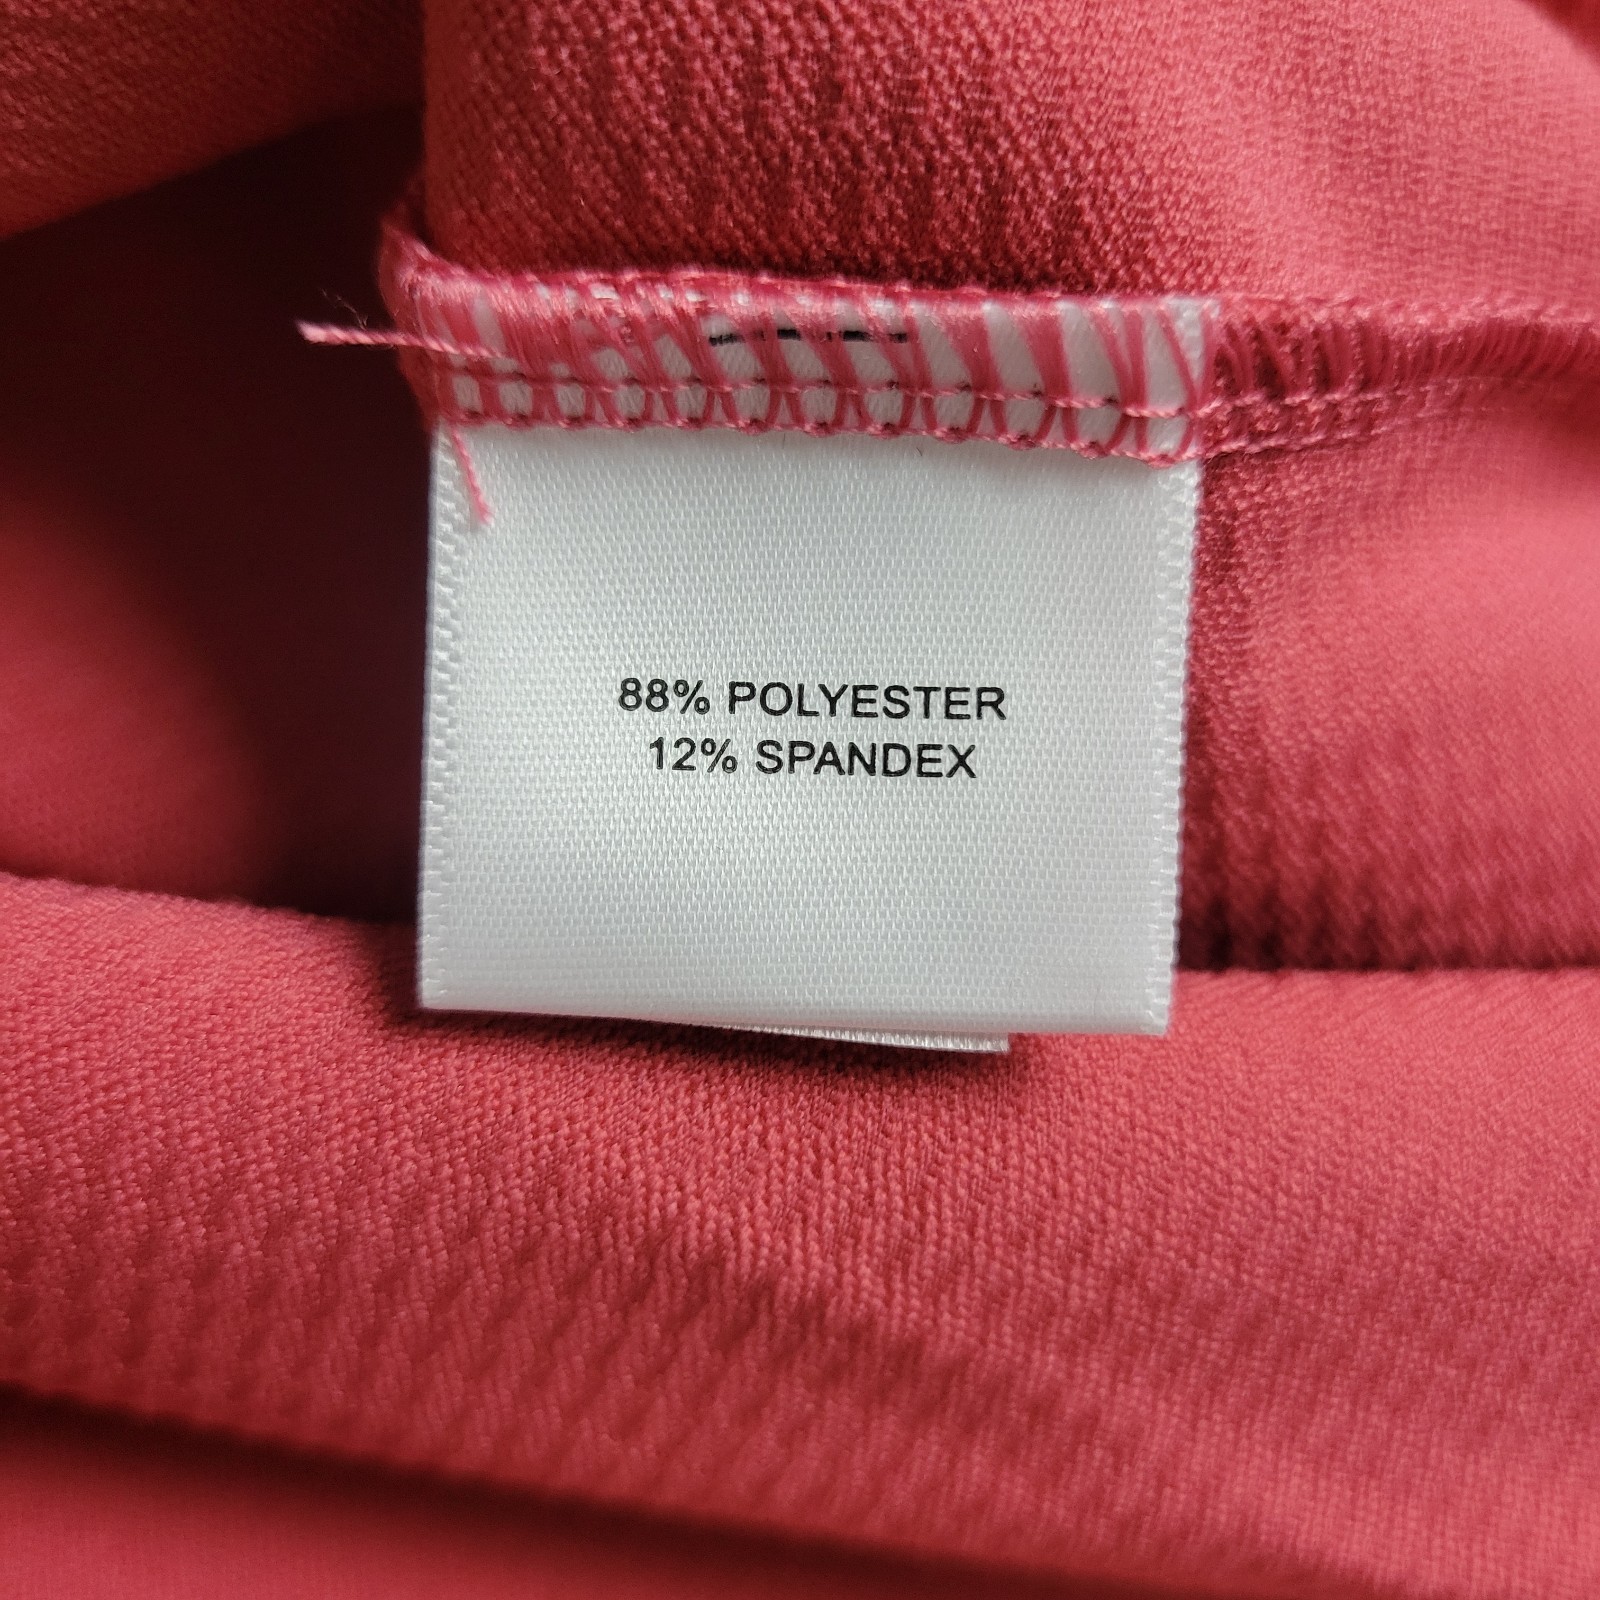 88% POLYESTER
12% SPANDEX